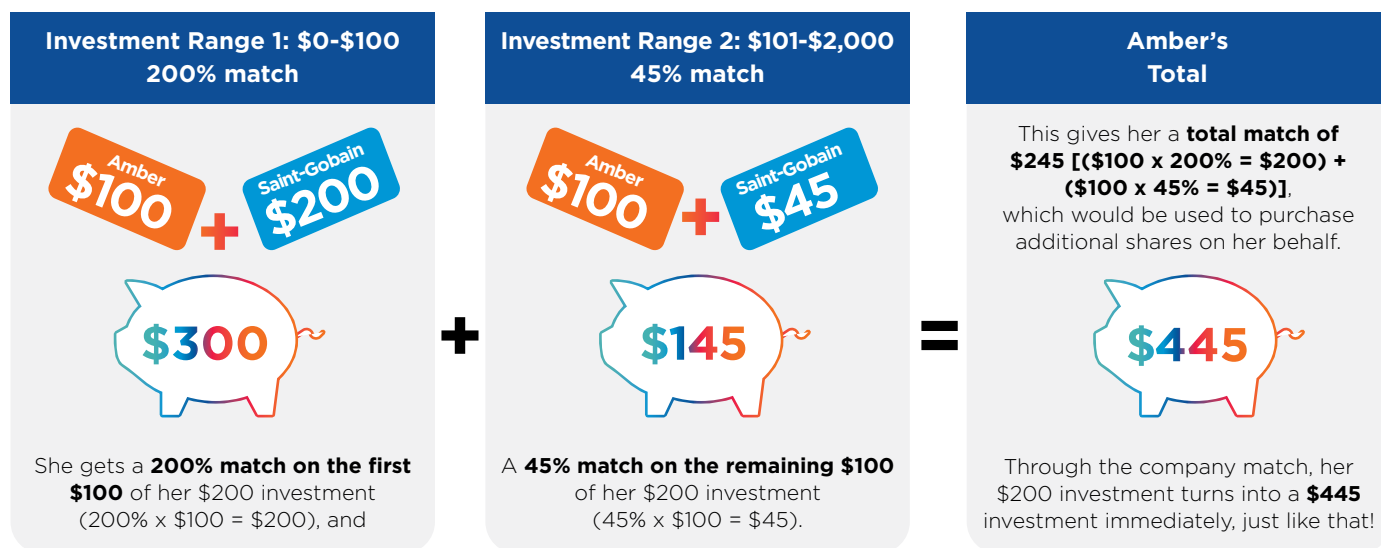 Investment Range 1: $0-$100
200% match
Amber
$100
+
Saint-Gobain
$200
$300
She gets a 200% match on the first
$100 of her $200 investment
(200% x $100 = $200), and
+
Investment Range 2: $101-$2,000
45% match
Amber
$100
+
Saint-Gobain
$45
$145
A 45% match on the remaining $100
of her $200 investment
(45% x $100 = $45).
=
Amber’s
Total
This gives her a total match of
$245 [($100 x 200% = $200) +
($100 x 45% = $45)],
which would be used to purchase
additional shares on her behalf.
$445
Through the company match, her
$200 investment turns into a $445
investment immediately, just like that!